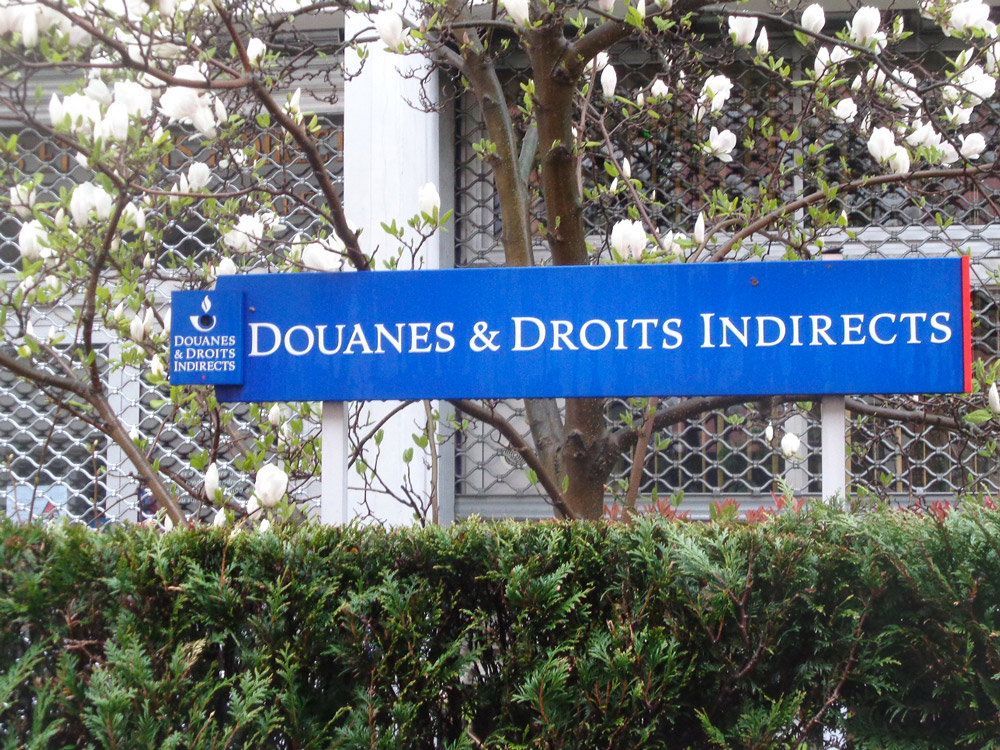 DOUANES
& DROITS
INDIRECTS
DOUANES & DROITS INDIRECTS